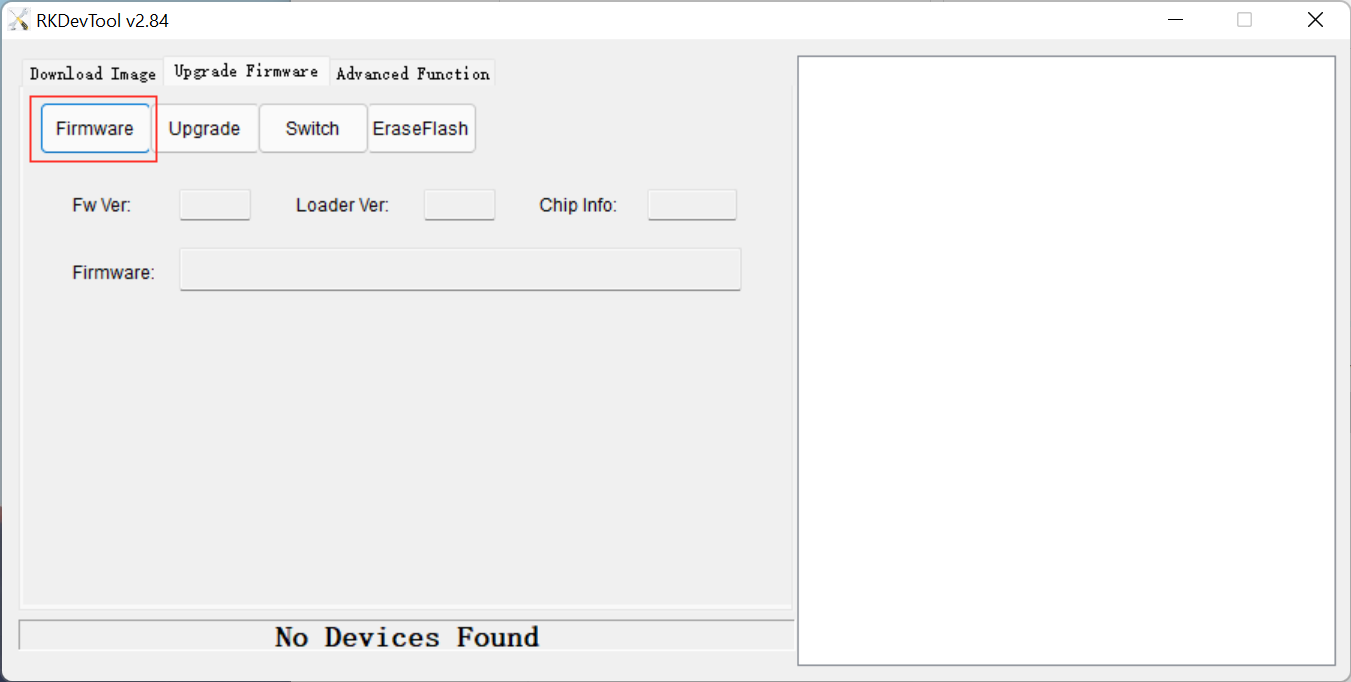 RKDevTool v2.84
Download Image Upgrade Firmware Advanced Function
Firmware Upgrade Switch EraseFlash
Fw Ver: Loader Ver: Chip Info:
Firmware:
No Devices Found